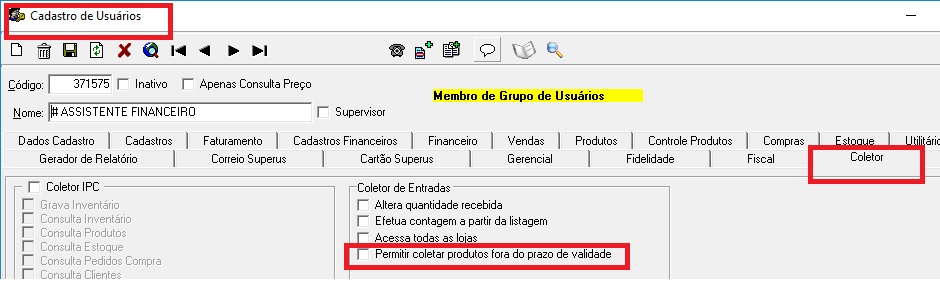 Cadastro de Usuários
Código: 371575 Inativo Apenas Consulta Preço
Membro de Grupo de Usuários
Nome: # ASSISTENTE FINANCEIRO Supervisor
Dados Cadastro Cadastros Faturamento Cadastros Financeiros Financeiro Vendas Produtos Controle Produtos Compras Estoque Utilitário
Gerador de Relatório Correio Superus Cartão Superus Gerencial Fidelidade Fiscal Coletor
Coletor IPC
Grava Inventário
Consulta Inventário
Consulta Produtos
Consulta Estoque
Consulta Pedidos Compra
Consulta Clientes
Coletor de Entradas
Altera quantidade recebida
Efetua contagem a partir da listagem
Acessa todas as lojas
Permitir coletar produtos fora do prazo de validade